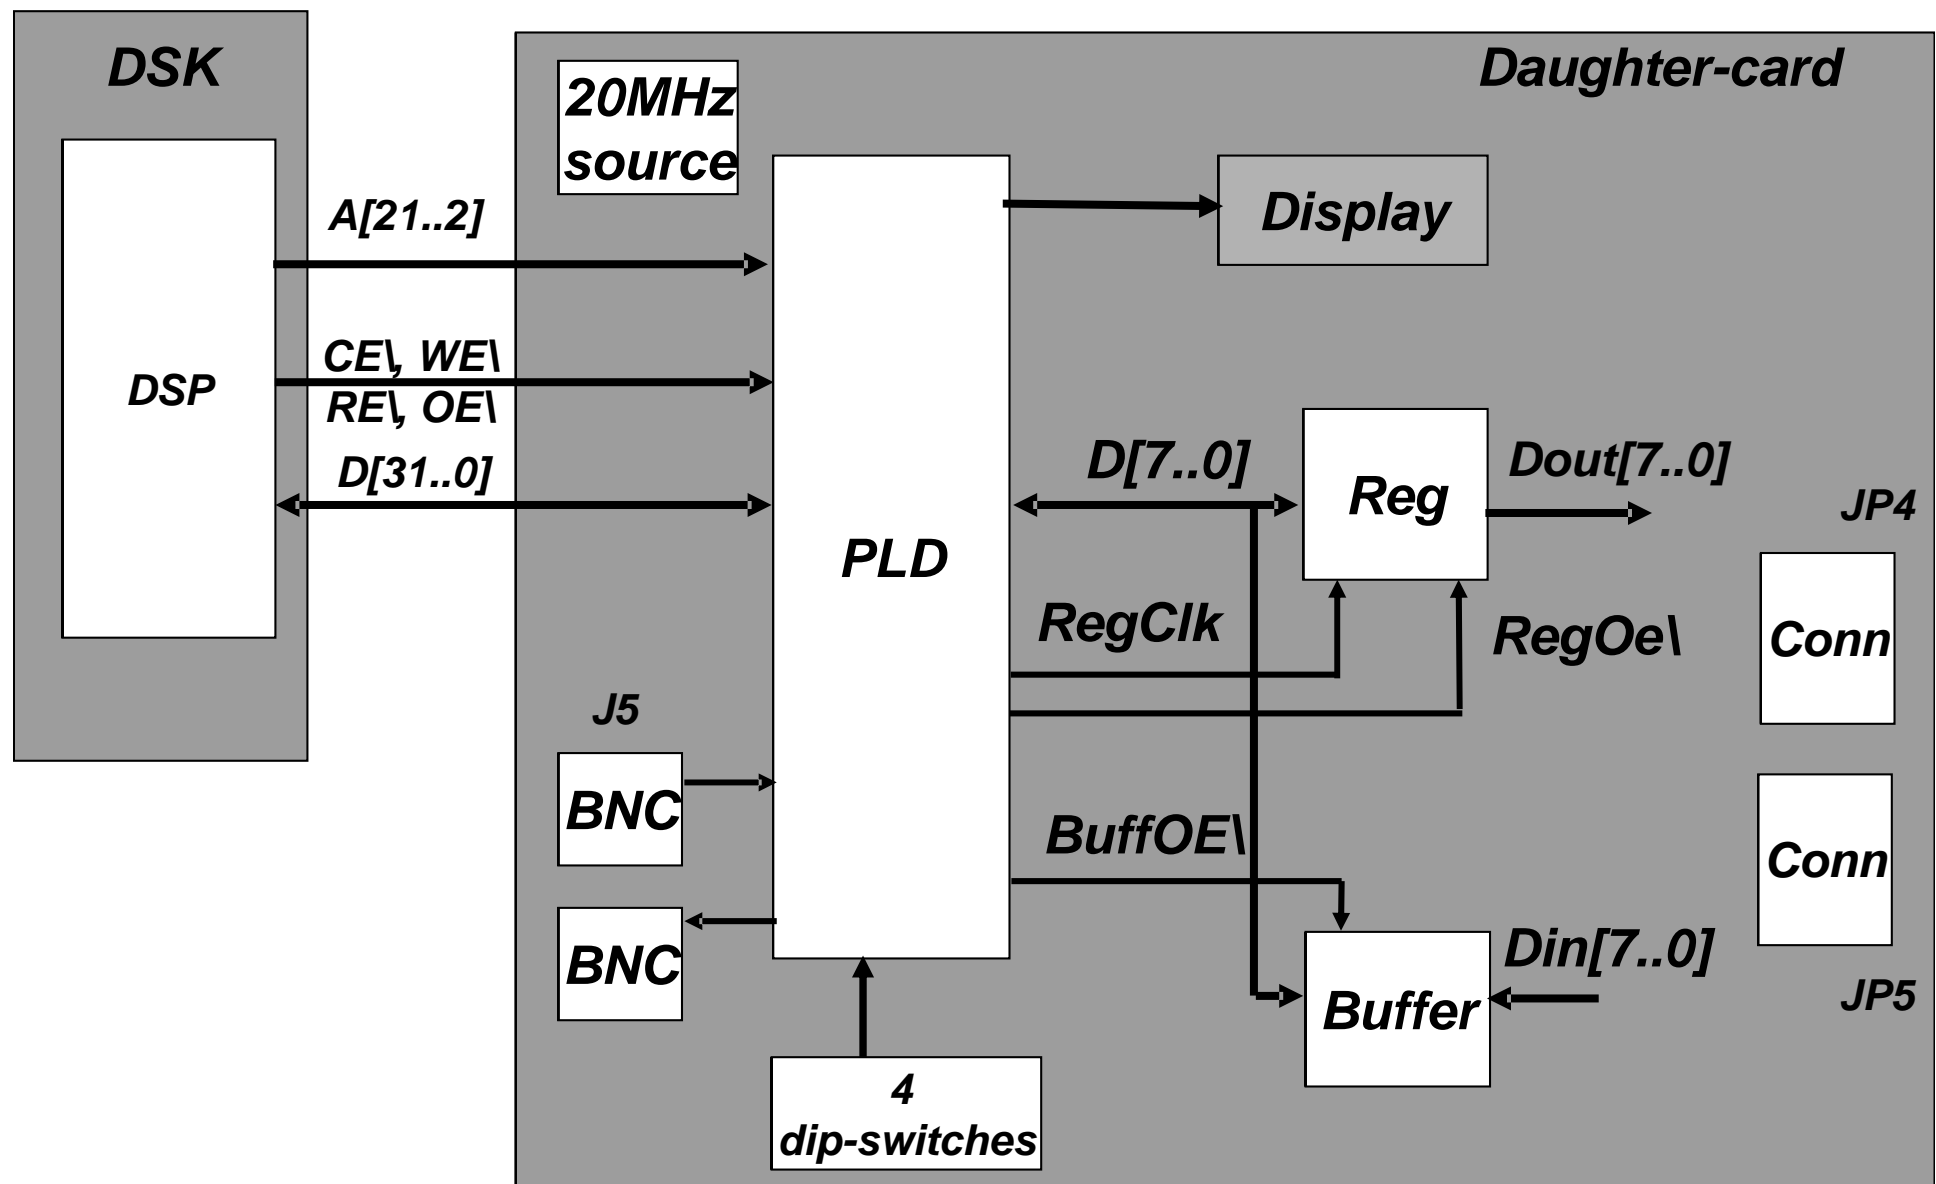 DSK
Daughter-card
20MHz
source
A[21..2]
Display
CE\, WE\
RE\, OE\
DSP
D[31..0]
D[7..0]
Reg
Dout[7..0]
JP4
PLD
RegClk
RegOe\
Conn
J5
BNC
BuffOE\
Conn
BNC
Din[7..0]
JP5
Buffer
4
dip-switches